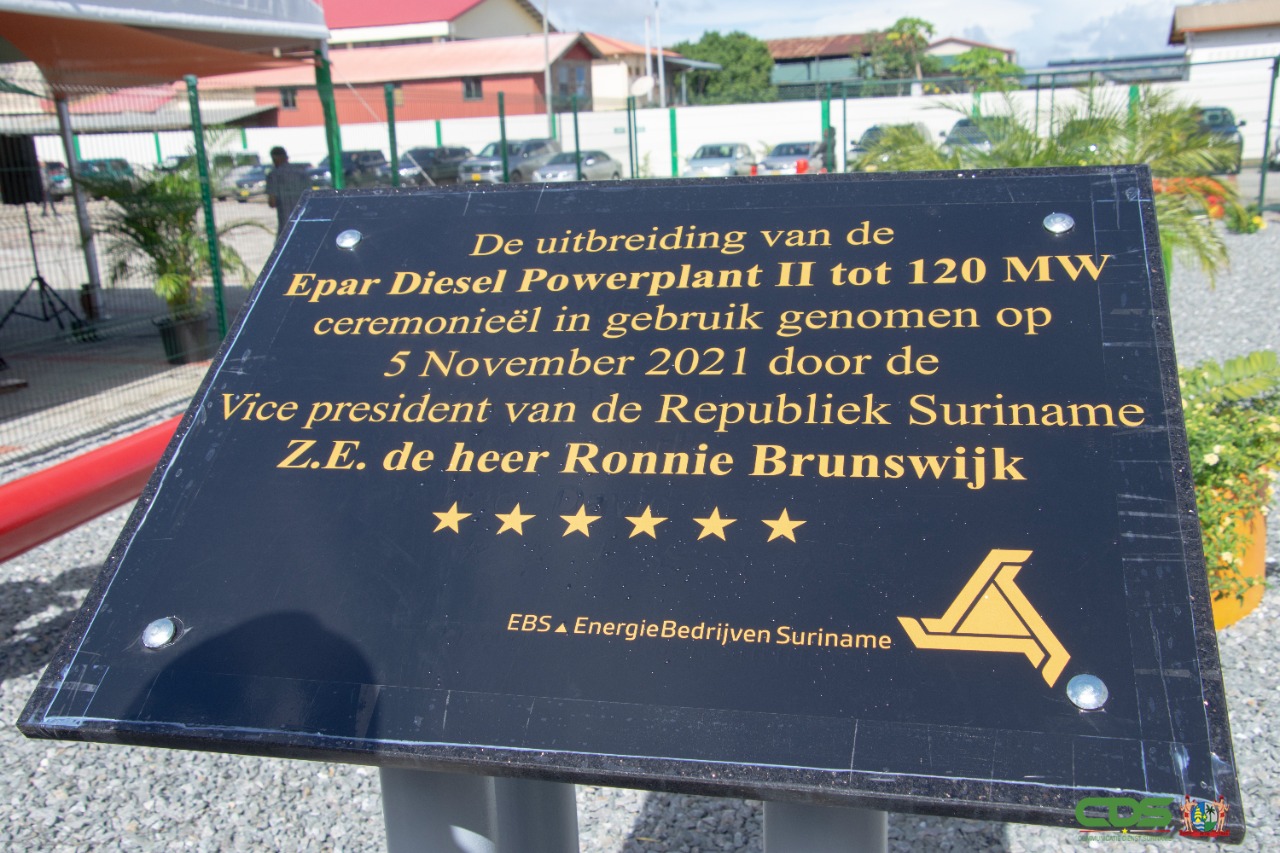 De uitbreiding van de
Epar Diesel Powerplant II tot 120 MW
ceremonieël in gebruik genomen op
5 November 2021 door de
Vice president van de Republiek Suriname
Z.E. de heer Ronnie Brunswijk
EBS EnergieBedrijven Suriname
CDS